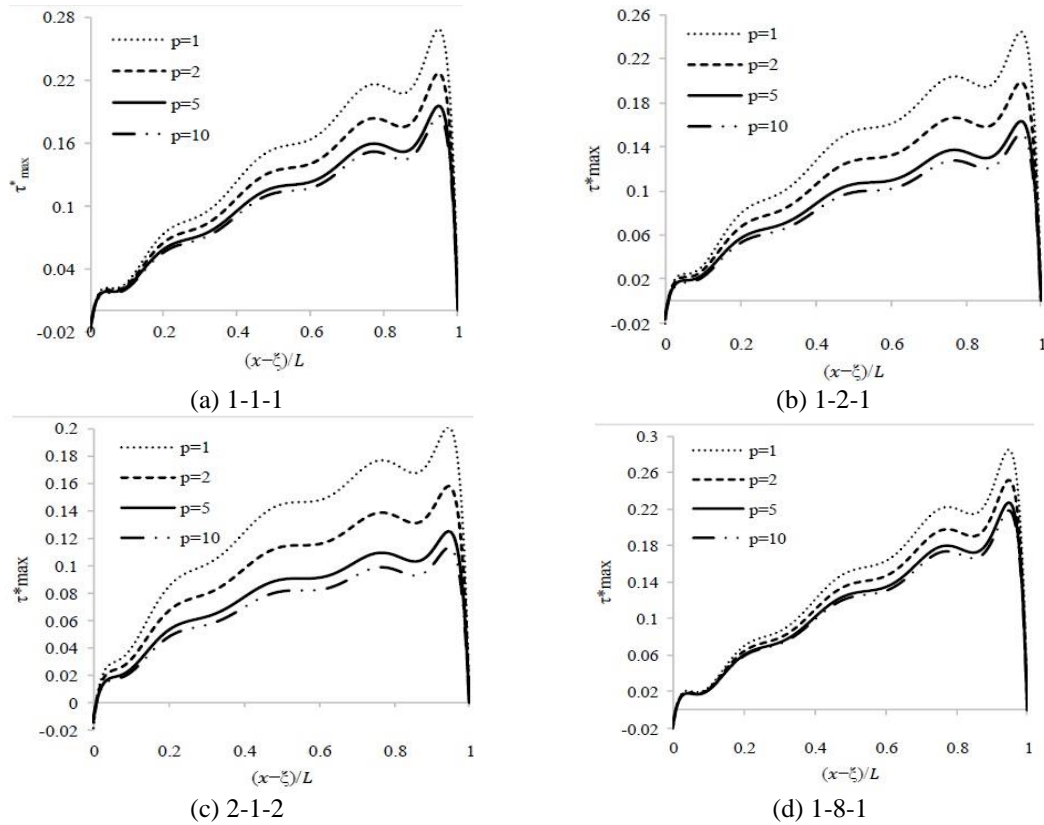 0.28
0.22
0.16
0.1
0.04
-0.02
τ*max
p=1
p=2
p=5
p=10
0 0.2 0.4 0.6 0.8 1
(x−ξ)/L
(a) 1-1-1
0.26
0.22
0.18
0.14
0.1
0.06
0.02
-0.02
τ*max
p=1
p=2
p=5
p=10
0 0.2 0.4 0.6 0.8 1
(x−ξ)/L
(b) 1-2-1
0.2
0.18
0.16
0.14
0.12
0.1
0.08
0.06
0.04
0.02
0
-0.02
τ*max
p=1
p=2
p=5
p=10
0 0.2 0.4 0.6 0.8 1
(x−ξ)/L
(c) 2-1-2
0.3
0.26
0.22
0.18
0.14
0.1
0.06
0.02
-0.02
τ*max
p=1
p=2
p=5
p=10
0 0.2 0.4 0.6 0.8 1
(x−ξ)/L
(d) 1-8-1